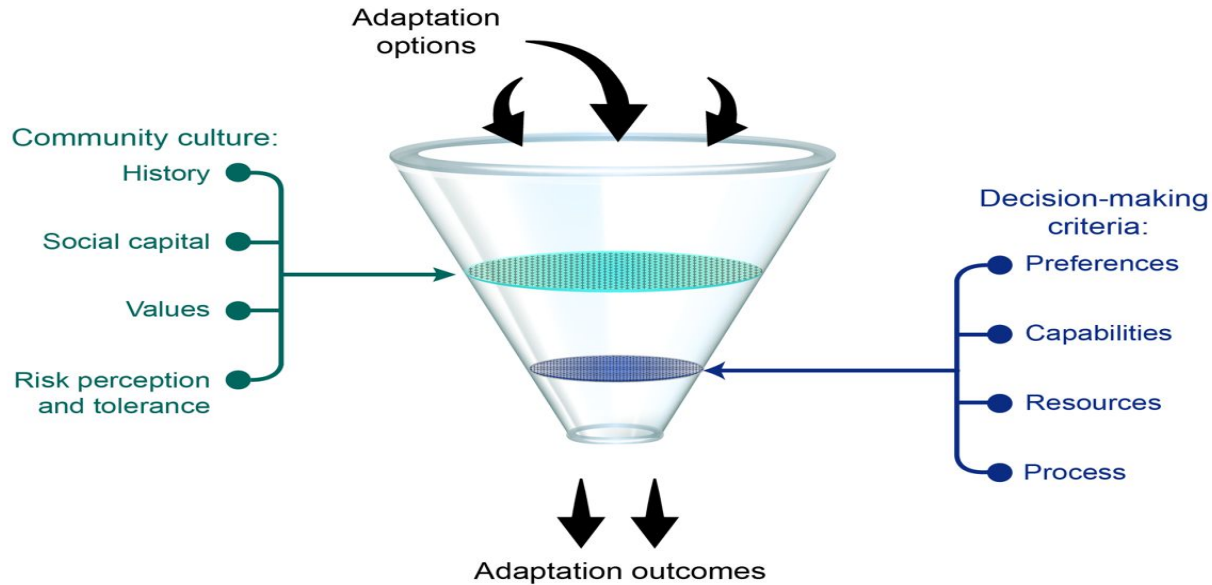 Adaptation
options
Community culture:
History
Social capital
Values
Risk perception
and tolerance
Decision-making
criteria:
Preferences
Capabilities
Resources
Process
Adaptation outcomes